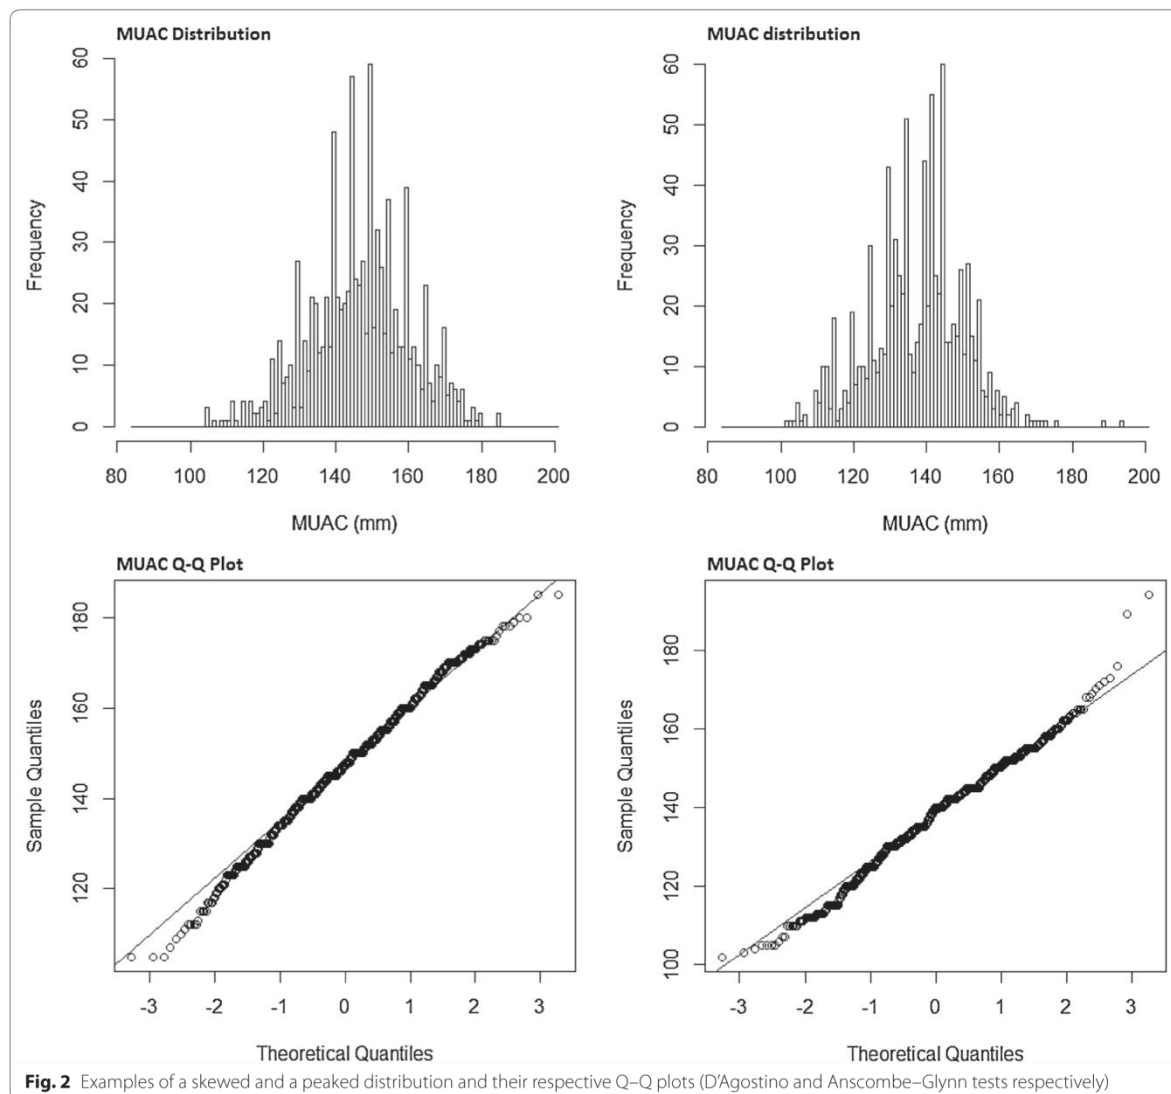 MUAC Distribution
60
50
40
30
20
10
0
Frequency
80 100 120 140 160 180 200
MUAC (mm)
MUAC distribution
60
50
40
30
20
10
0
Frequency
80 100 120 140 160 180 200
MUAC (mm)
MUAC Q-Q Plot
180
160
140
120
Sample Quantiles
-3 -2 -1 0 1 2 3
Theoretical Quantiles
MUAC Q-Q Plot
180
160
140
120
100
Sample Quantiles
-3 -2 -1 0 1 2 3
Theoretical Quantiles
Fig. 2 Examples of a skewed and a peaked distribution and their respective Q–Q plots (D'Agostino and Anscombe–Glynn tests respectively)